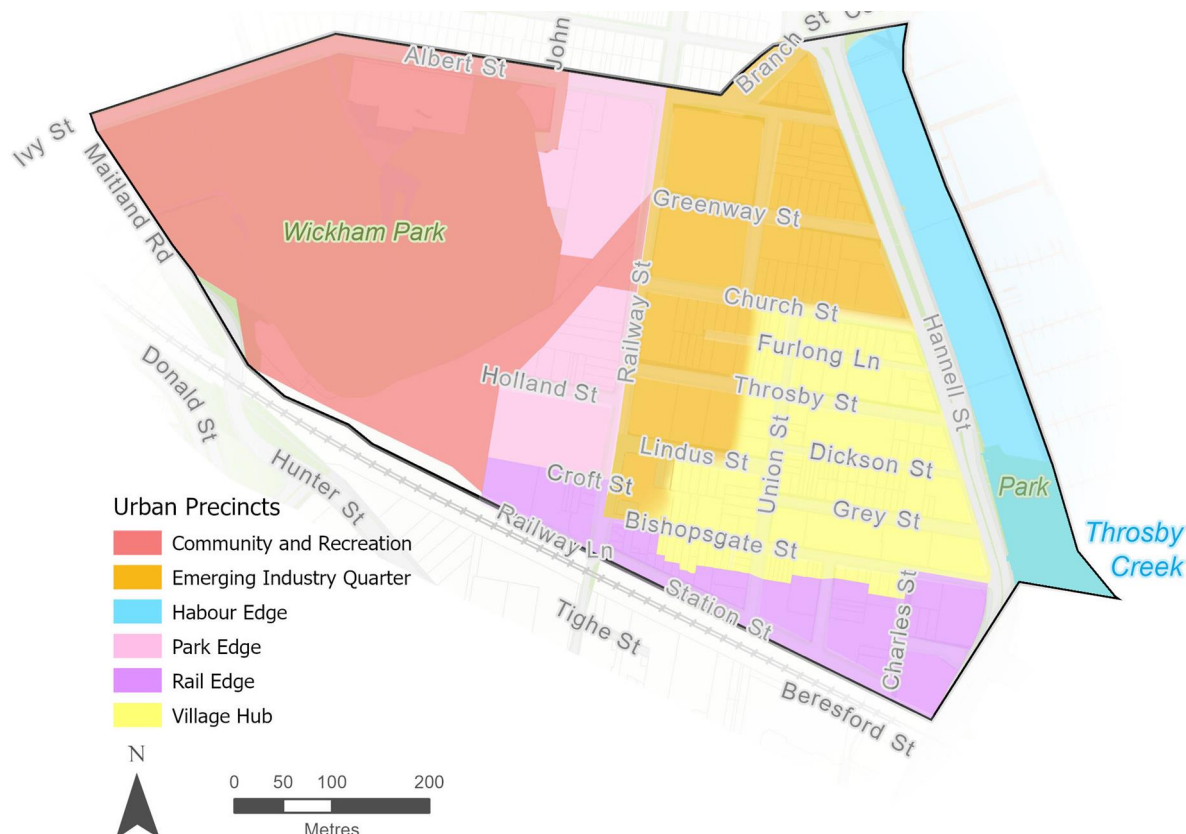 John
Branch St
Albert St
Ivy St
Maitland Rd
Wickham Park
Greenway St
Railway St
Church St
Hannell St
Furlong Ln
Donald St
Holland St
Throsby St
Union St
Hunter St
Lindus St
Dickson St
Croft St
Park
Grey St
Railway Ln
Bishopsgate St
Throsby
Creek
Station St
Charles St
Tighe St
Beresford St
Urban Precincts
Community and Recreation
Emerging Industry Quarter
Habour Edge
Park Edge
Rail Edge
Village Hub
N
0 50 100 200
Metres